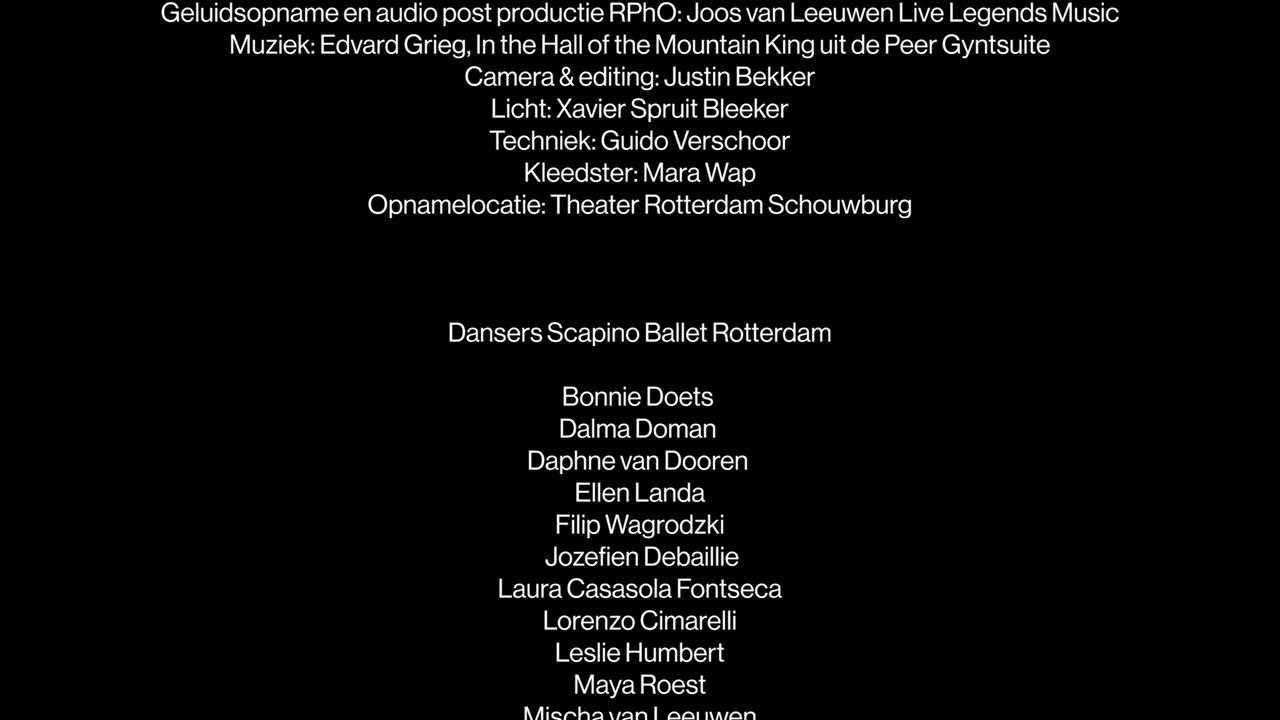 Geluidsopname en audio post productie RPhO: Joos van Leeuwen Live Legends Music
Muziek: Edvard Grieg, In the Hall of the Mountain King uit de Peer Gyntsuite
Camera & editing: Justin Bekker
Licht: Xavier Spruit Bleeker
Techniek: Guido Verschoor
Kleedster: Mara Wap
Opnamelocatie: Theater Rotterdam Schouwburg
Dansers Scapino Ballet Rotterdam
Bonnie Doets
Dalma Doman
Daphne van Dooren
Ellen Landa
Filip Wagrodzki
Jozefien Debaillie
Laura Casasola Fontseca
Lorenzo Cimarelli
Leslie Humbert
Maya Roest
Mischa van Leeuwen